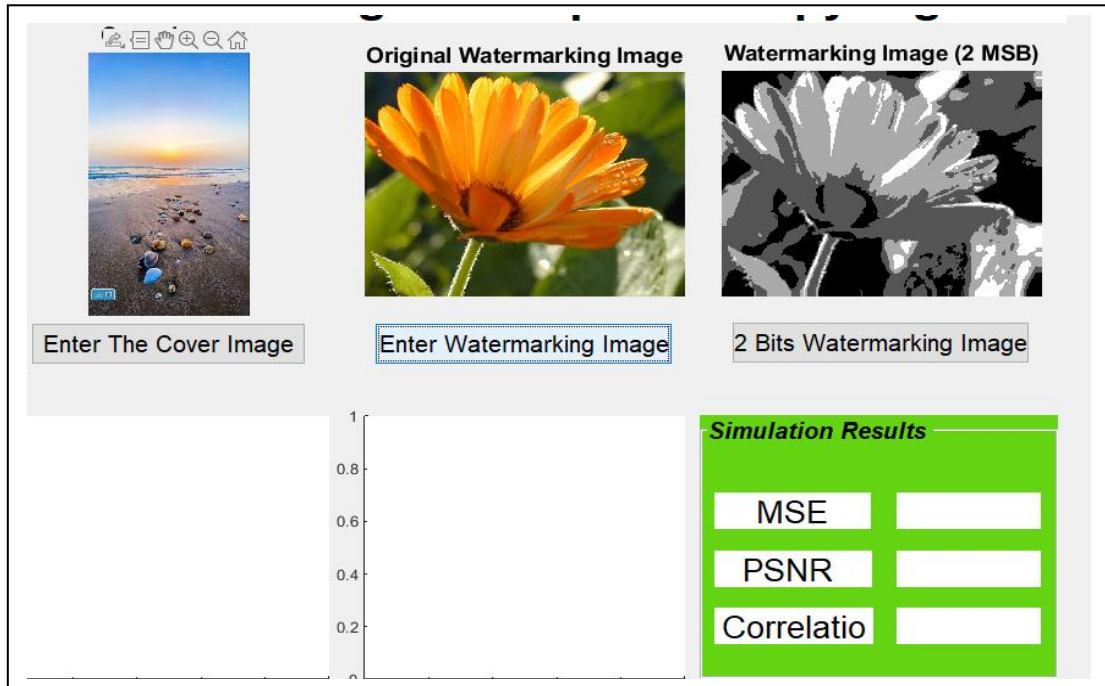 Original Watermarking Image
Watermarking Image (2 MSB)
Enter The Cover Image
Enter Watermarking Image
2 Bits Watermarking Image
1
0.8
0.6
0.4
0.2
0
Simulation Results
MSE
PSNR
Correlatio